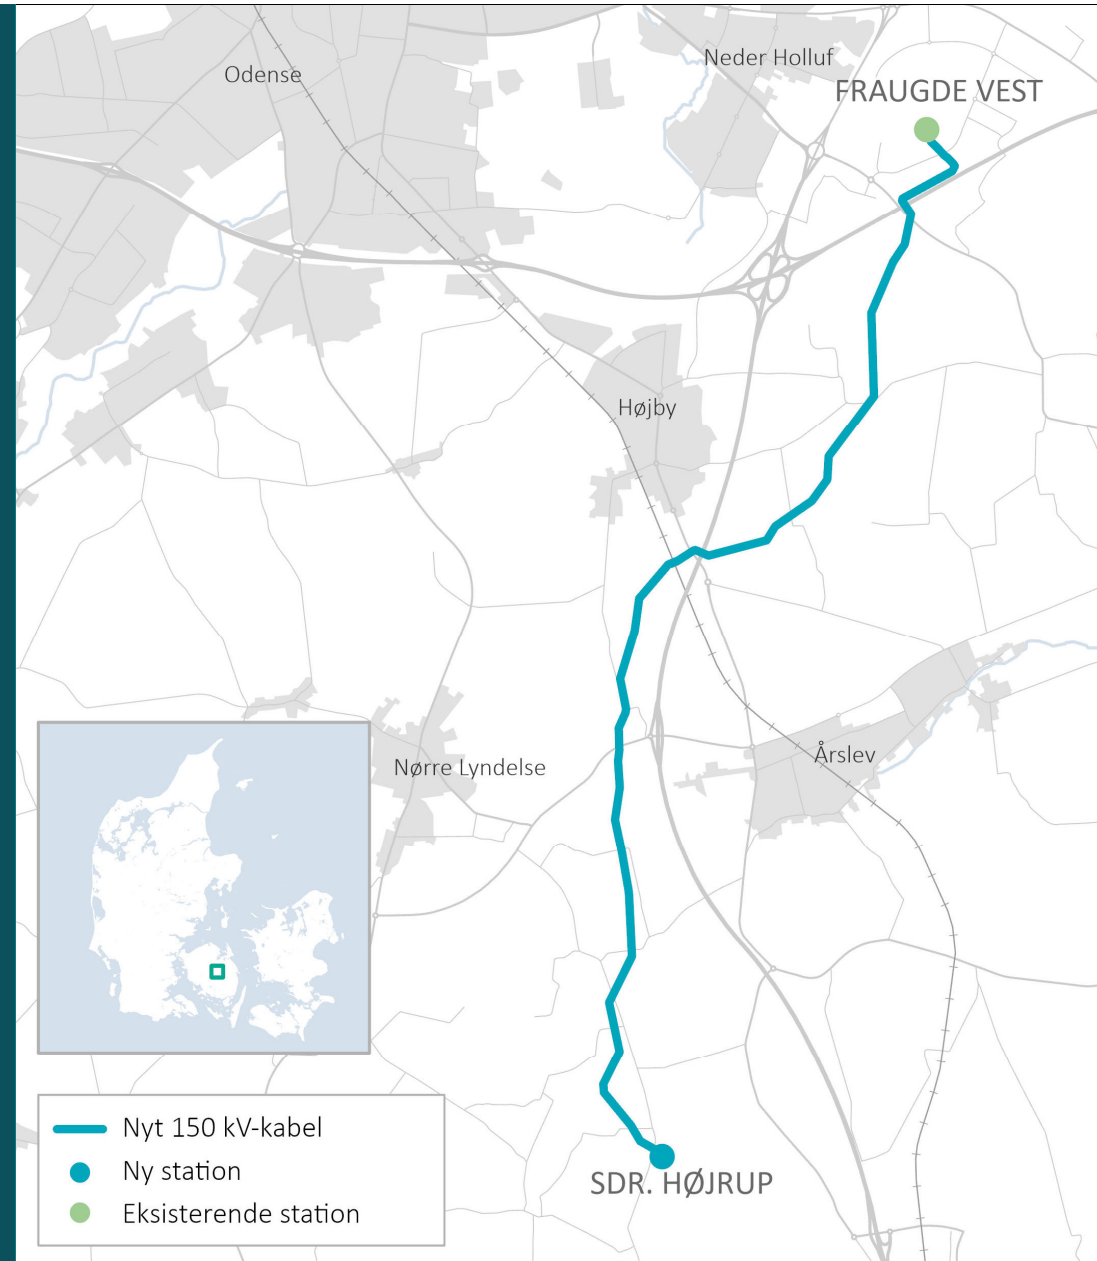 Odense
Neder Holluf
FRAUGDE VEST
Højby
Nørre Lyndelse
Årslev
SDR. HØJRUP
Nyt 150 kV-kabel
Ny station
Eksisterende station